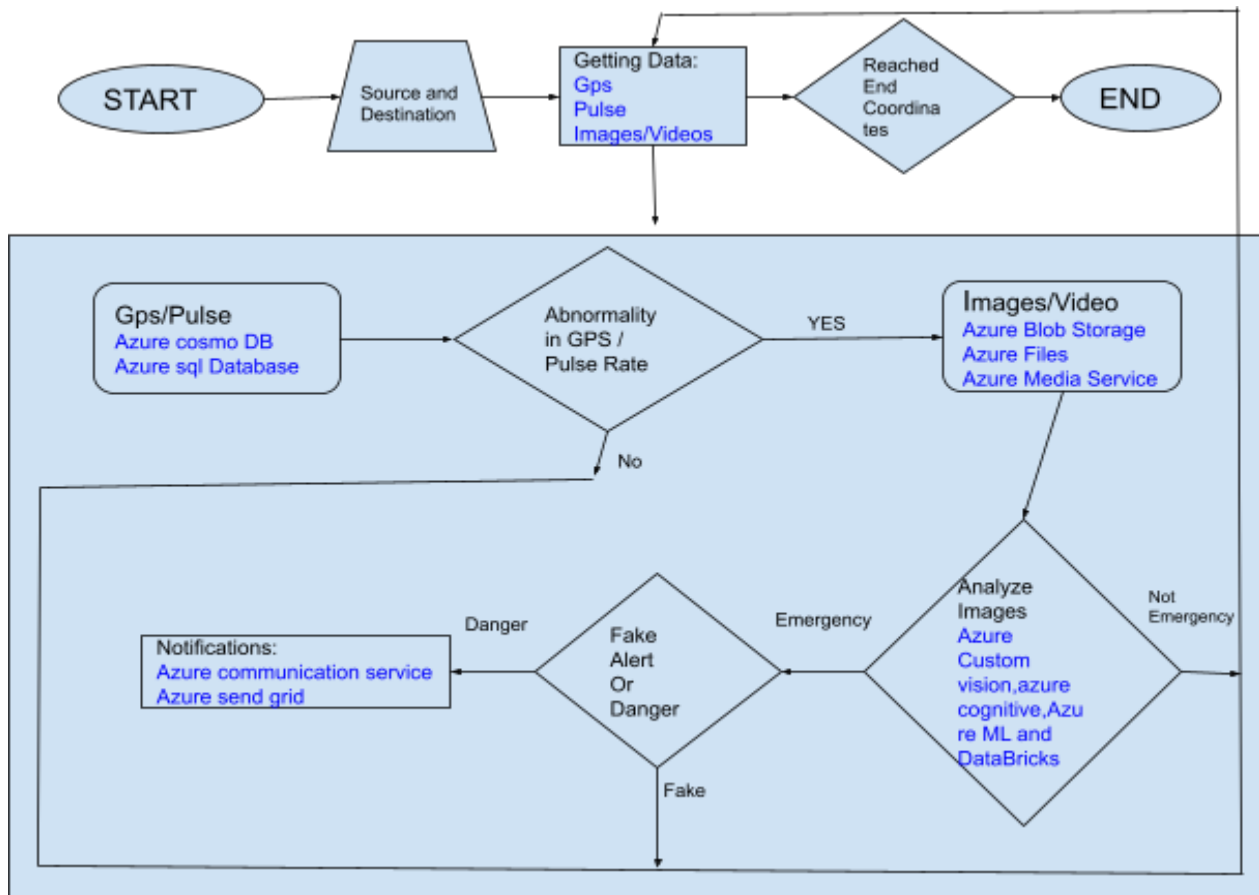 START
Source and
Destination
Getting Data:
Gps
Pulse
Images/Videos
Reached
End
Coordina
tes
END
Gps/Pulse
Azure cosmo DB
Azure sql Database
Abnormality
in GPS /
Pulse Rate
YES
Images/Video
Azure Blob Storage
Azure Files
Azure Media Service
No
Analyze
Images
Azure
Custom
vision,azure
cognitive,Azu
re ML and
DataBricks
Not
Emergency
Emergency
Fake
Alert
Or
Danger
Danger
Notifications:
Azure communication service
Azure send grid
Fake